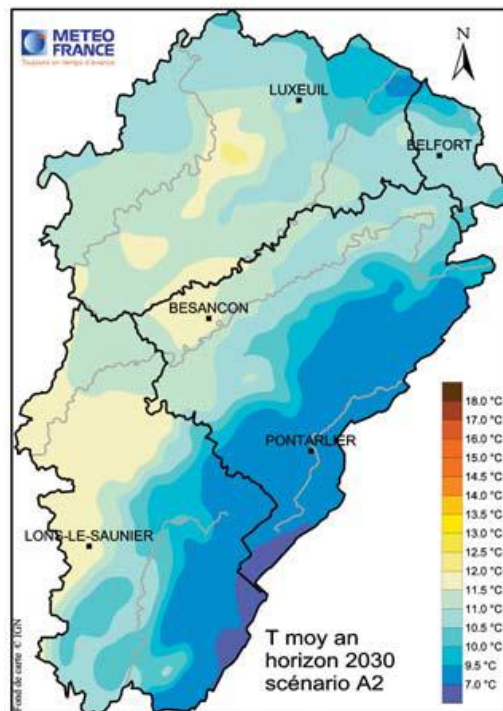 METEO
FRANCE
Toujours un temps d'avance
N
LUXEUIL
BELFORT
BESANCON
PONTARLIER
LONS-LE-SAUNIER
18.0 °C
17.0 °C
16.0 °C
15.0 °C
14.5 °C
14.0 °C
13.5 °C
13.0 °C
12.5 °C
12.0 °C
11.5 °C
11.0 °C
10.5 °C
10.0 °C
9.5 °C
7.0 °C
T moy an
horizon 2030
scénario A2
Fond de carte © IGN